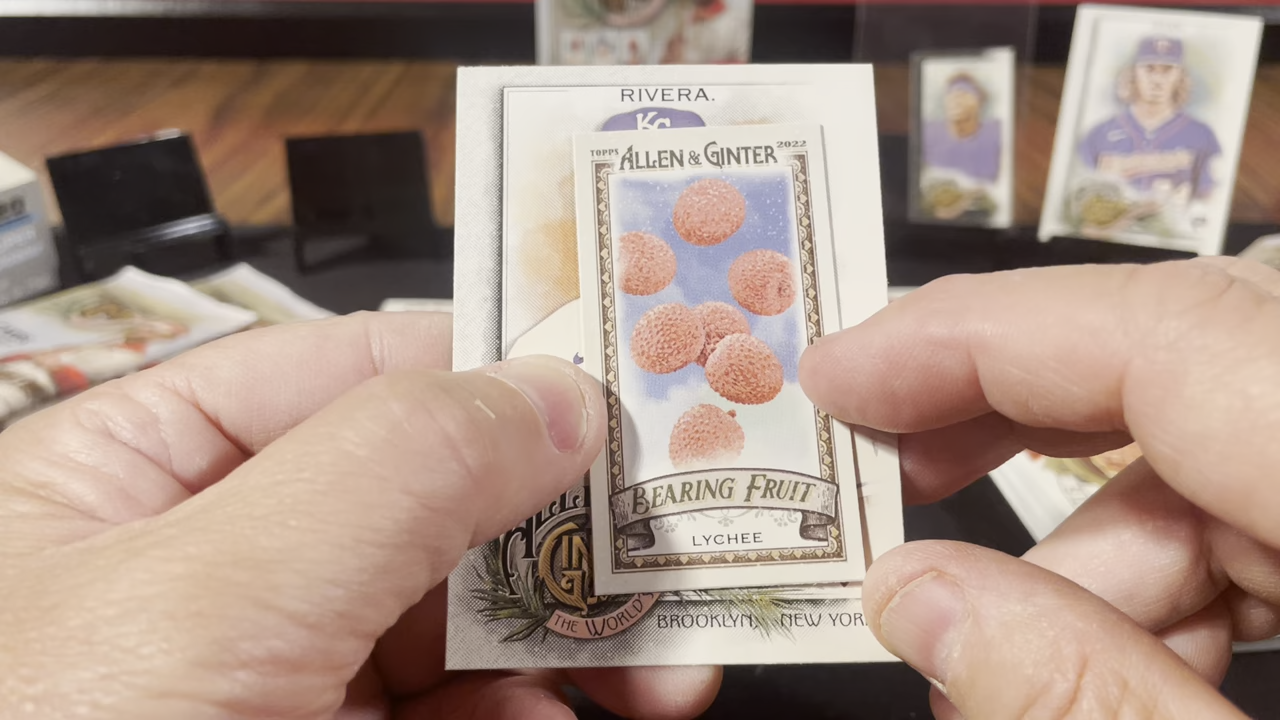 RIVERA.
KC
TOPPS ALLEN & GINTER 2022
BEARING FRUIT
LYCHEE
THE WORLD'S
BROOKLYN, NEW YOR